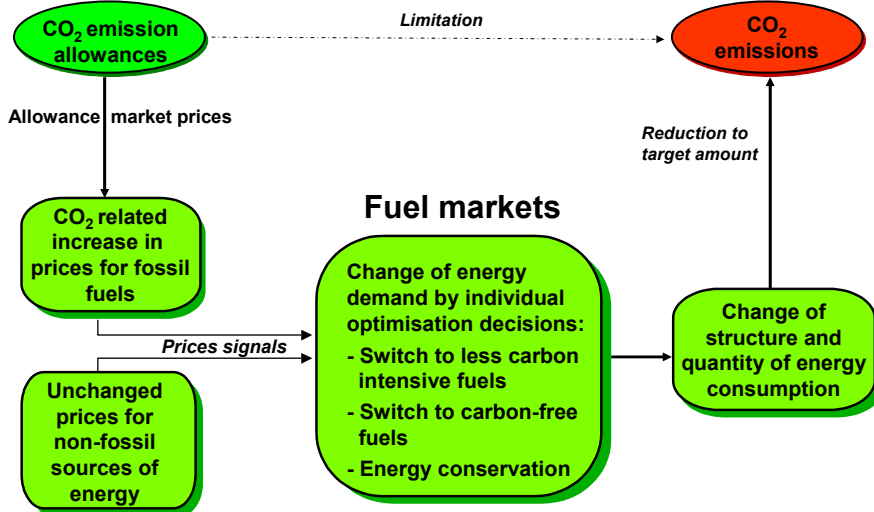 CO2 emission
allowances
Limitation
CO2
emissions
Allowance market prices
Reduction to
target amount
CO2 related
increase in
prices for fossil
fuels
Fuel markets
Change of energy
demand by individual
optimisation decisions:
- Switch to less carbon
intensive fuels
- Switch to carbon-free
fuels
- Energy conservation
Prices signals
Unchanged
prices for
non-fossil
sources of
energy
Change of
structure and
quantity of energy
consumption